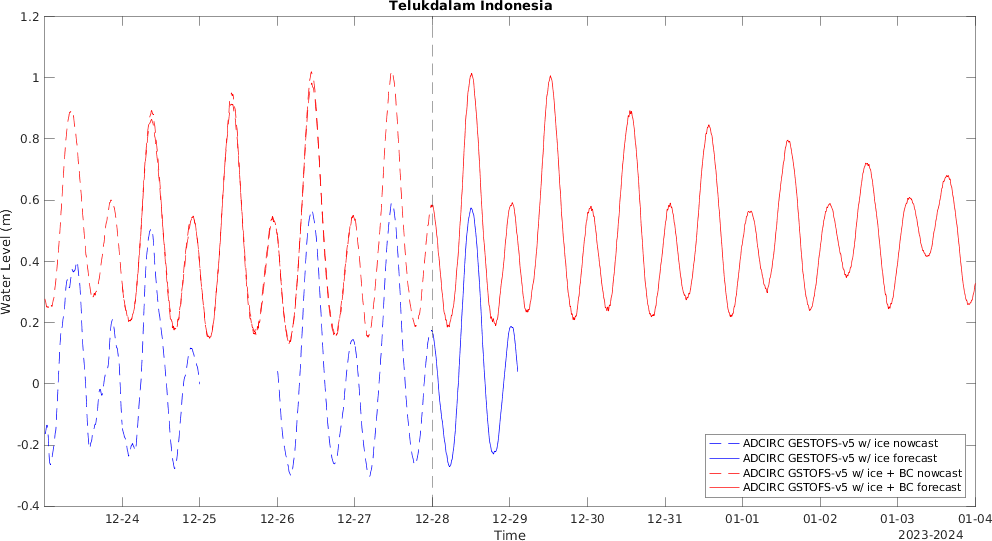 Telukdalam Indonesia
1.2
1
0.8
0.6
0.4
0.2
0
-0.2
-0.4
Water Level (m)
ADCIRC GESTOFS-v5 w/ ice nowcast
ADCIRC GESTOFS-v5 w/ ice forecast
ADCIRC GSTOFS-v5 w/ ice + BC nowcast
ADCIRC GSTOFS-v5 w/ ice + BC forecast
12-24 12-25 12-26 12-27 12-28 12-29 12-30 12-31 01-01 01-02 01-03 01-04
Time
2023-2024